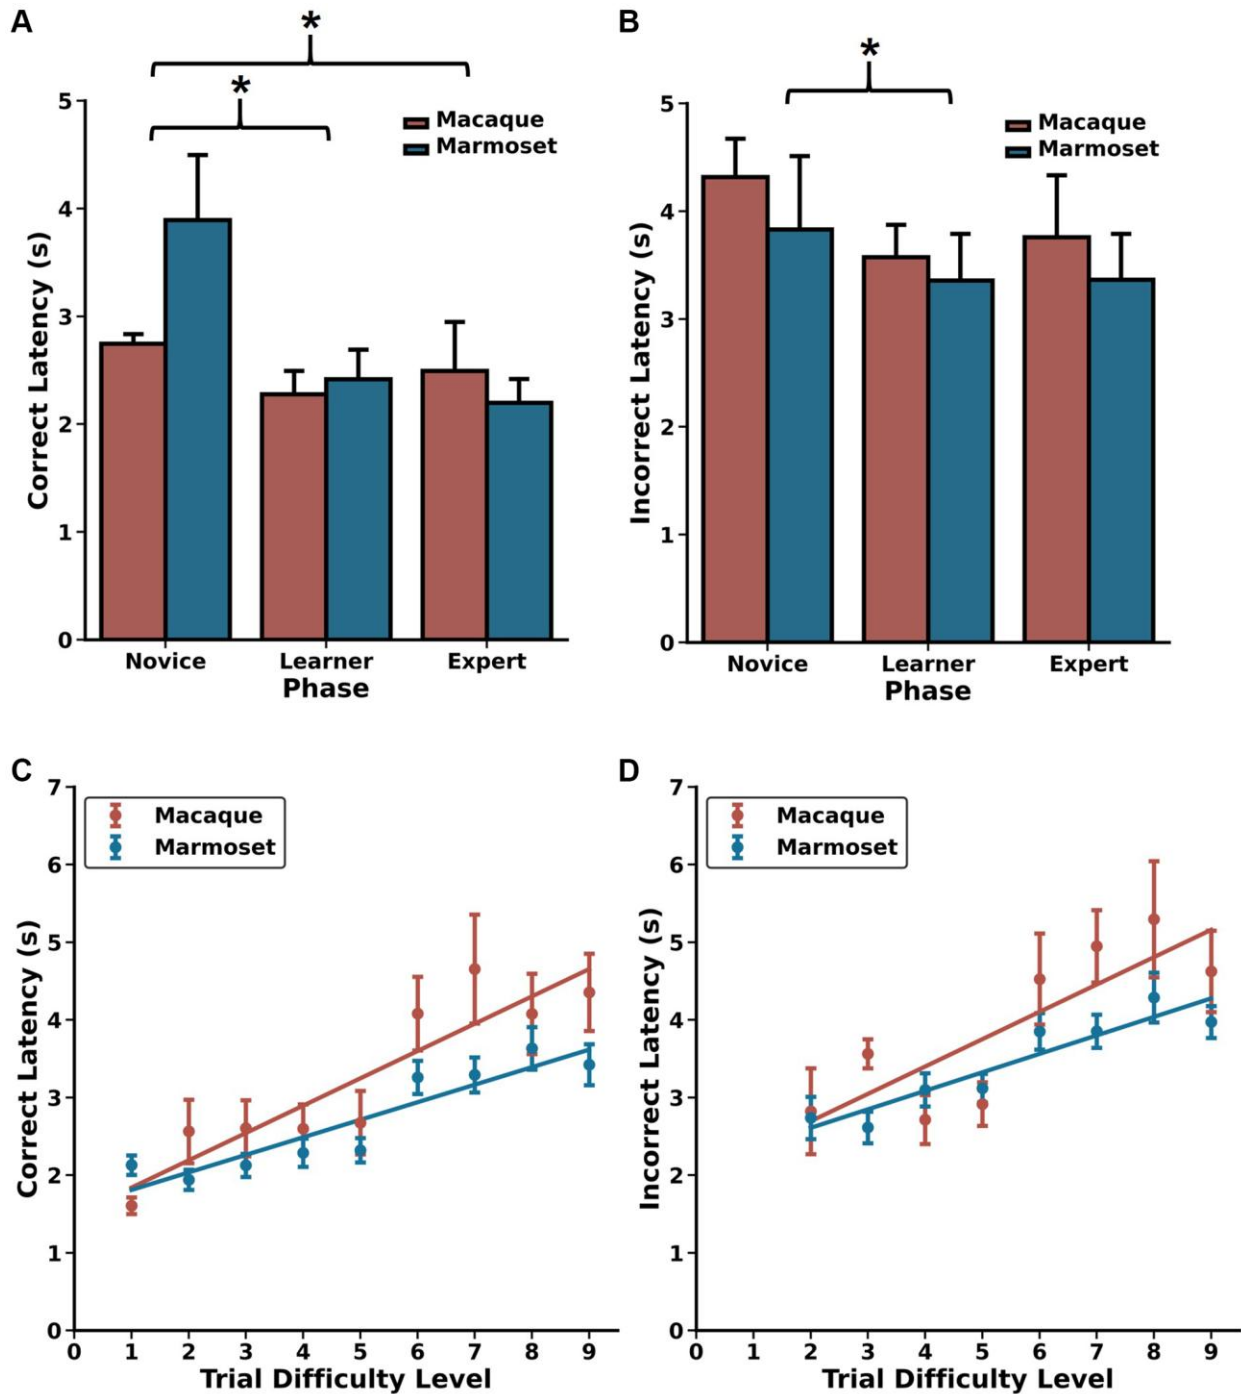 A
*
*
5
4
3
2
1
0
Correct Latency (s)
Macaque
Marmoset
Novice
Learner
Expert
Phase
B
*
5
4
3
2
1
0
Incorrect Latency (s)
Macaque
Marmoset
Novice
Learner
Expert
Phase
C
7
6
5
4
3
2
1
0
Correct Latency (s)
Macaque
Marmoset
0 1 2 3 4 5 6 7 8 9
Trial Difficulty Level
D
7
6
5
4
3
2
1
0
Incorrect Latency (s)
Macaque
Marmoset
0 1 2 3 4 5 6 7 8 9
Trial Difficulty Level